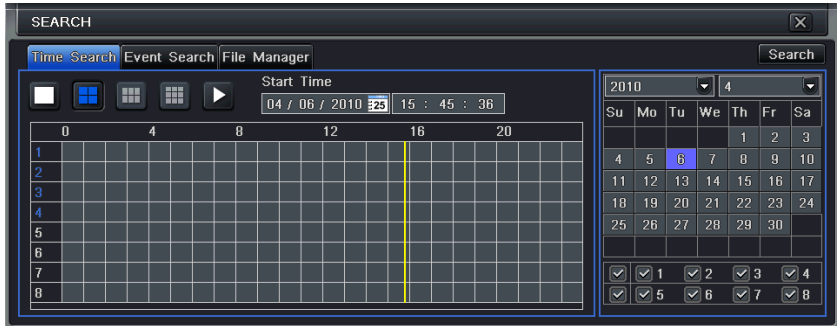 SEARCH
Time Search Event Search File Manager Search
Start Time
04 / 06 / 2010 25 15 : 45 : 36
0 4 8 12 16 20
1
2
3
4
5
6
7
8
2010 4
Su Mo Tu We Th Fr Sa
1 2 3
4 5 6 7 8 9 10
11 12 13 14 15 16 17
18 19 20 21 22 23 24
25 26 27 28 29 30
1 2 3 4
5 6 7 8